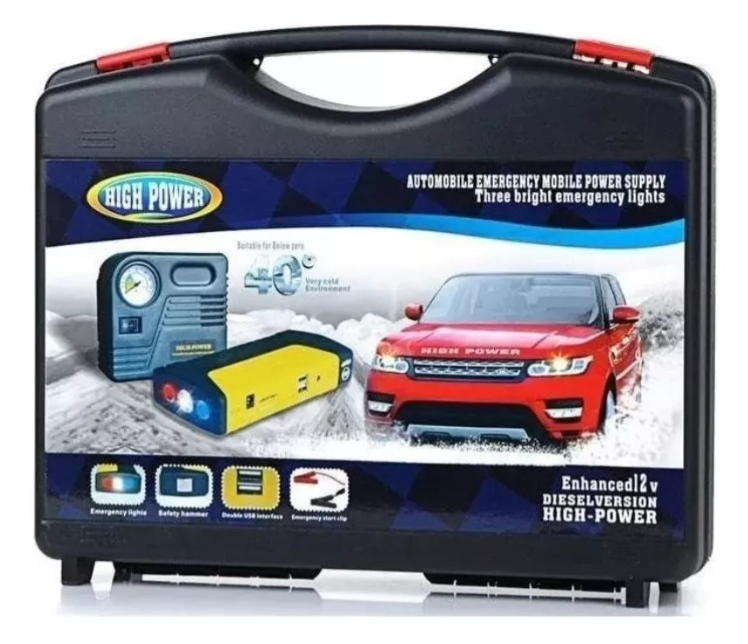 HIGH POWER
AUTOMOBILE EMERGENCY MOBILE POWER SUPPLY
Three bright emergency lights
Suitable for Below zero
40°
Very cold
Environment
HIGH-POWER
HIGH POWER
Emergency lights
Safety hammer
Double USB interface
Emergency start clip
Enhanced12v
DIESELVERSION
HIGH-POWER